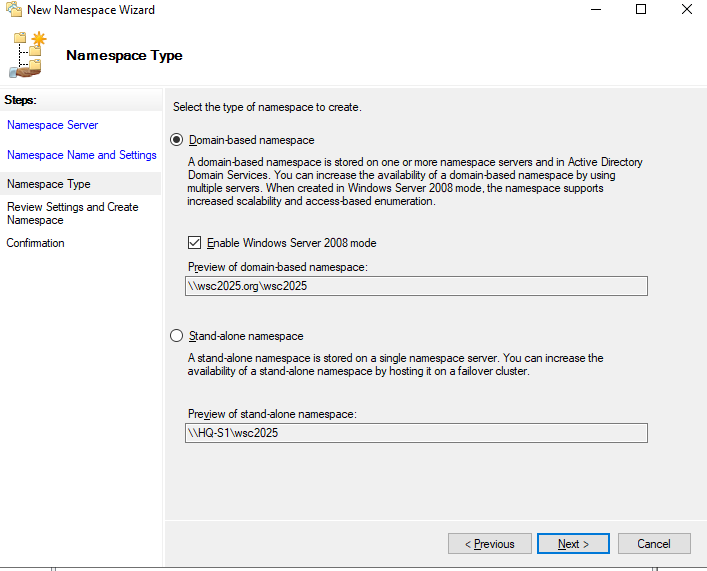 New Namespace Wizard
Namespace Type
Steps:
Namespace Server
Namespace Name and Settings
Namespace Type
Review Settings and Create
Namespace
Confirmation
Select the type of namespace to create.
Domain-based namespace
A domain-based namespace is stored on one or more namespace servers and in Active Directory
Domain Services. You can increase the availability of a domain-based namespace by using
multiple servers. When created in Windows Server 2008 mode, the namespace supports
increased scalability and access-based enumeration.
Enable Windows Server 2008 mode
Preview of domain-based namespace:
\\wsc2025.org\wsc2025
Stand-alone namespace
A stand-alone namespace is stored on a single namespace server. You can increase the
availability of a stand-alone namespace by hosting it on a failover cluster.
Preview of stand-alone namespace:
\\HQ-S1\wsc2025
< Previous
Next >
Cancel